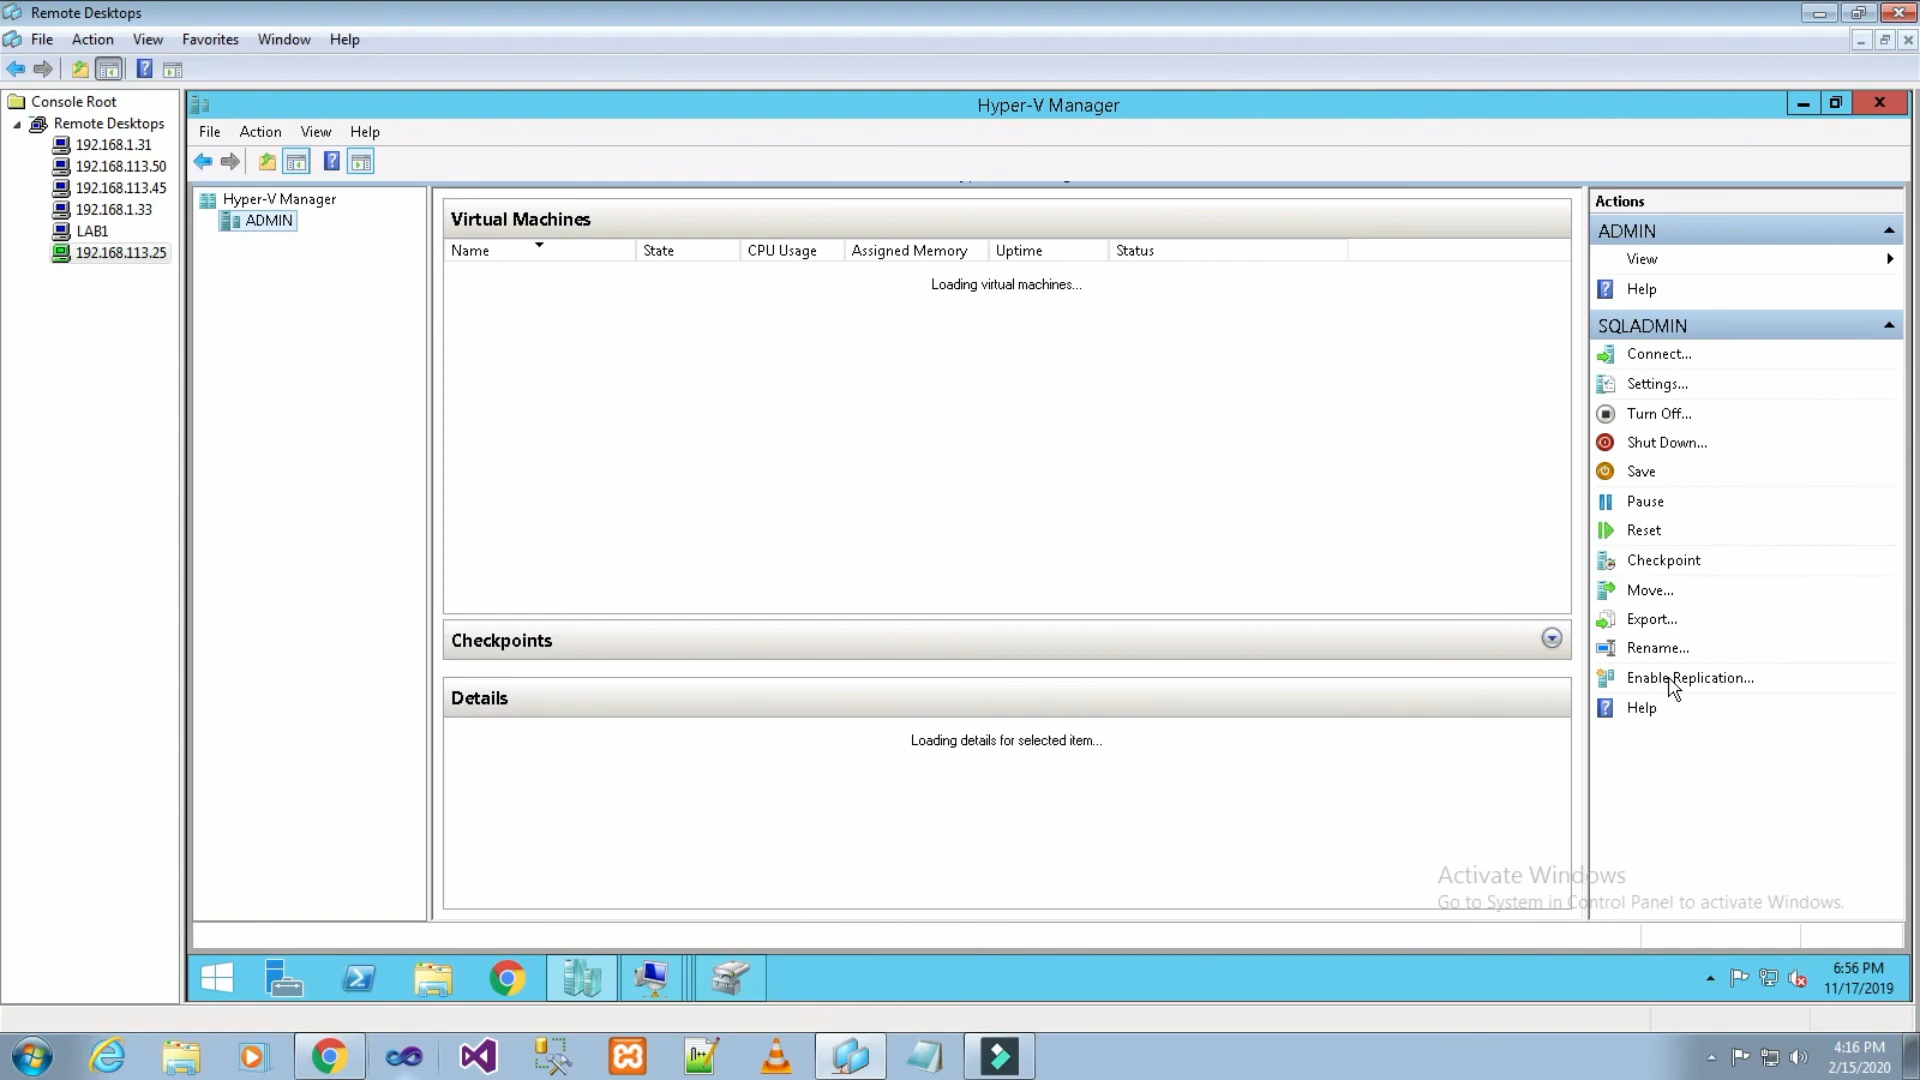 Remote Desktops
File Action View Favorites Window Help
Console Root
Remote Desktops
192.168.1.31
192.168.113.50
192.168.113.45
192.168.1.33
LAB1
192.168.113.25
Hyper-V Manager
File Action View Help
Hyper-V Manager
ADMIN
Virtual Machines
Name State CPU Usage Assigned Memory Uptime Status
Loading virtual machines...
Checkpoints
Details
Loading details for selected item...
Actions
ADMIN
View
Help
SQLADMIN
Connect...
Settings...
Turn Off...
Shut Down...
Save
Pause
Reset
Checkpoint
Move...
Export...
Rename...
Enable Replication...
Help
Activate Windows
Go to System in Control Panel to activate Windows.
6:56 PM
11/17/2019
4:16 PM
2/15/2020